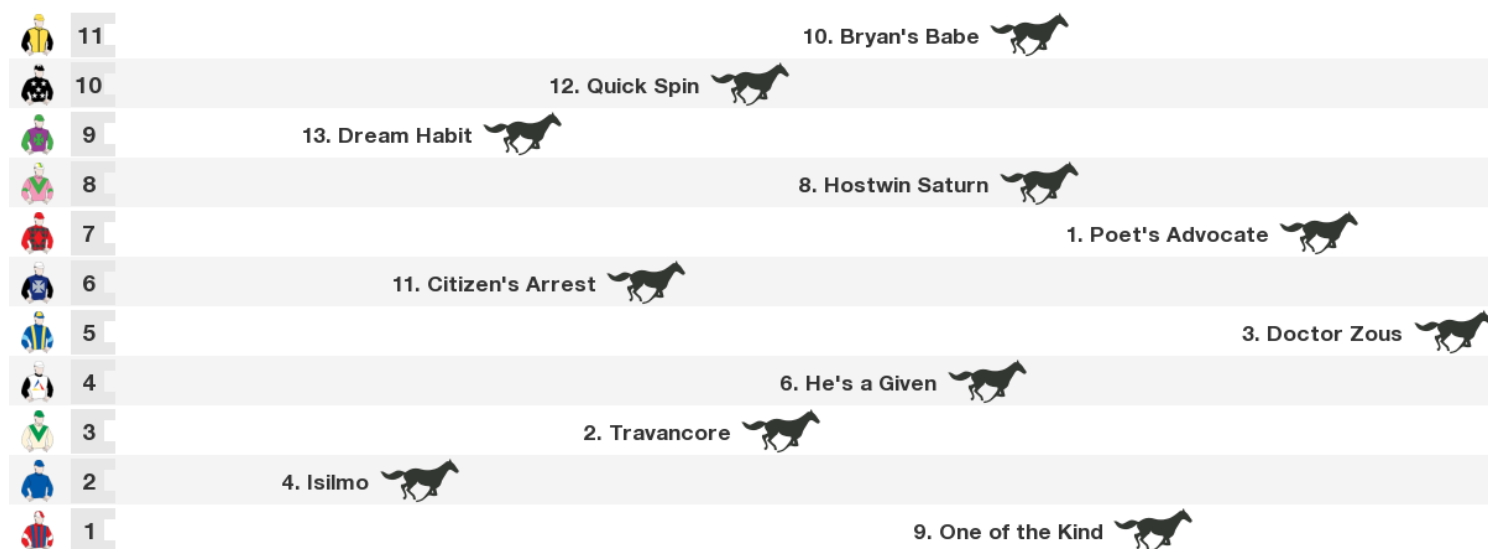 11 10. Bryan's Babe
10 12. Quick Spin
9 13. Dream Habit
8 8. Hostwin Saturn
7 1. Poet's Advocate
6 11. Citizen's Arrest
5 3. Doctor Zous
4 6. He's a Given
3 2. Travancore
2 4. Isilmo
1 9. One of the Kind